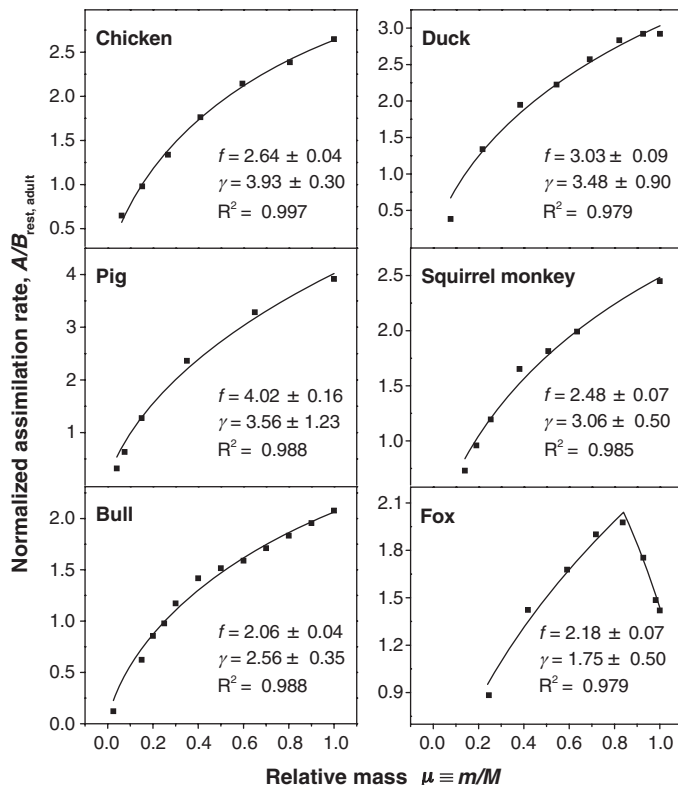 Normalized assimilation rate, A/B_rest, adult
Chicken
2.5
2.0
1.5
1.0
0.5
f = 2.64 ± 0.04
γ = 3.93 ± 0.30
R² = 0.997
Duck
3.0
2.5
2.0
1.5
1.0
0.5
f = 3.03 ± 0.09
γ = 3.48 ± 0.90
R² = 0.979
Pig
4
3
2
1
f = 4.02 ± 0.16
γ = 3.56 ± 1.23
R² = 0.988
Squirrel monkey
2.5
2.0
1.5
1.0
f = 2.48 ± 0.07
γ = 3.06 ± 0.50
R² = 0.985
Bull
2.0
1.5
1.0
0.5
0.0
f = 2.06 ± 0.04
γ = 2.56 ± 0.35
R² = 0.988
0.0 0.2 0.4 0.6 0.8 1.0
Fox
2.1
1.8
1.5
1.2
0.9
f = 2.18 ± 0.07
γ = 1.75 ± 0.50
R² = 0.979
0.0 0.2 0.4 0.6 0.8 1.0
Relative mass μ ≡ m/M